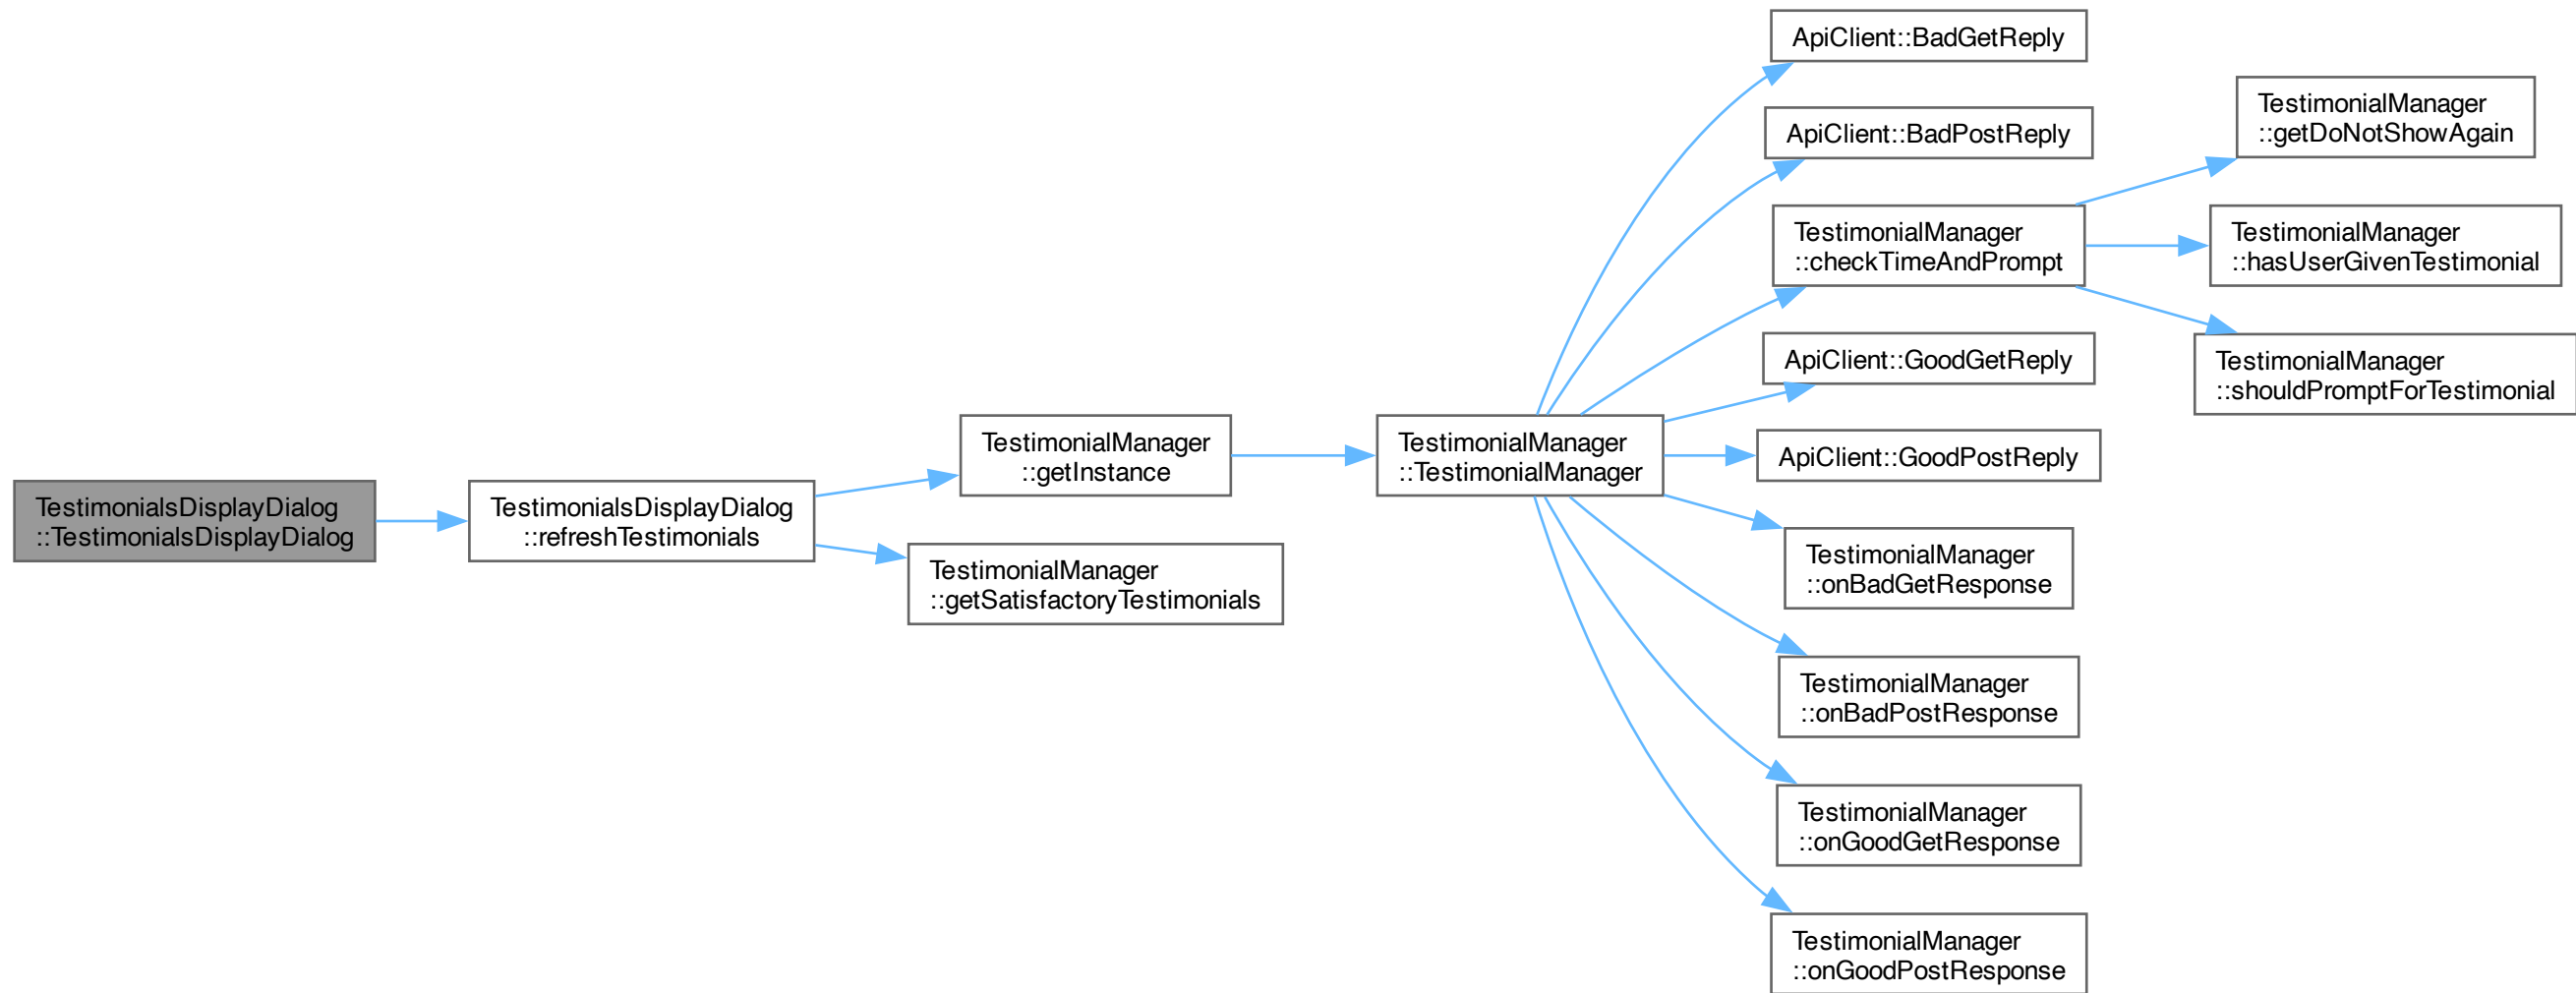 TestimonialsDisplayDialog
::TestimonialsDisplayDialog
TestimonialsDisplayDialog
::refreshTestimonials
TestimonialManager
::getInstance
TestimonialManager
::getSatisfactoryTestimonials
TestimonialManager
::TestimonialManager
ApiClient::BadGetReply
ApiClient::BadPostReply
TestimonialManager
::checkTimeAndPrompt
ApiClient::GoodGetReply
ApiClient::GoodPostReply
TestimonialManager
::onBadGetResponse
TestimonialManager
::onBadPostResponse
TestimonialManager
::onGoodGetResponse
TestimonialManager
::onGoodPostResponse
TestimonialManager
::getDoNotShowAgain
TestimonialManager
::hasUserGivenTestimonial
TestimonialManager
::shouldPromptForTestimonial